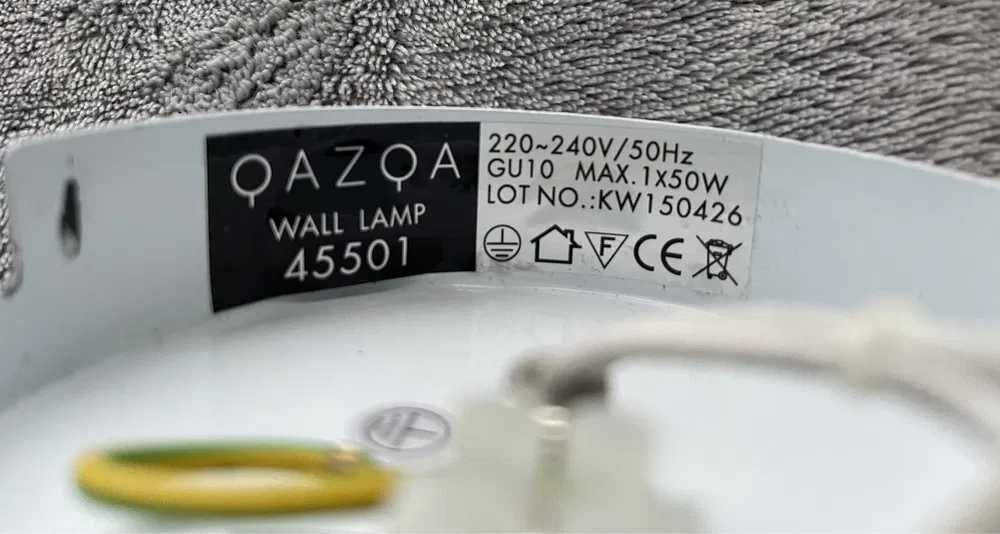 QAZQA
WALL LAMP
45501
220~240V/50Hz
GU10 MAX.1X50W
LOT NO.:KW150426
F CE